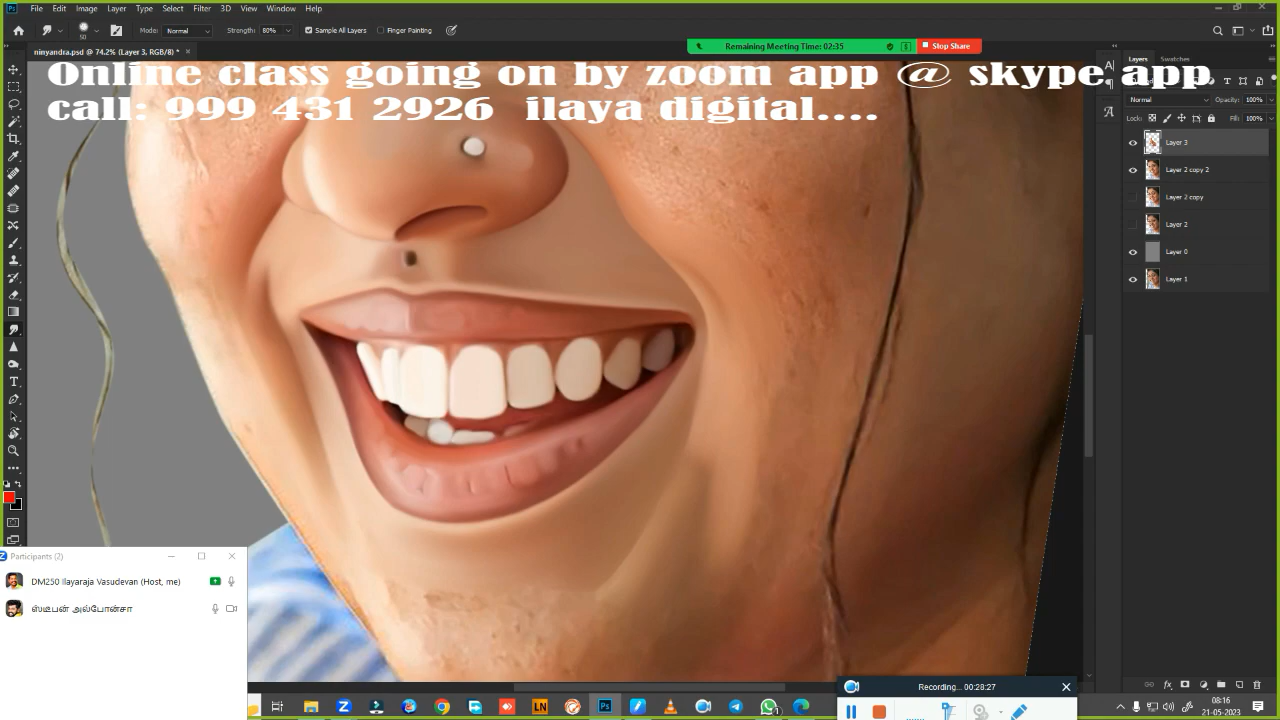 File Edit Image Layer Type Select Filter 3D View Window Help
50 Mode: Normal Strength: 80% Sample All Layers Finger Painting
ninyandra.psd @ 74.2% (Layer 3, RGB/8) *
Remaining Meeting Time: 02:35 Stop Share
Layers Swatches
Online class going on by zoom app @ skype app
call: 999 431 2926 ilaya digital....
Normal Opacity: 100%
Lock: Fill: 100%
Layer 3
Layer 2 copy 2
Layer 2 copy
Layer 2
Layer 0
Layer 1
Participants (2)
DM250 Ilayaraja Vasudevan (Host, me)
ஸ்டீபன் அல்போன்சா
Recording... 00:28:27
08:16
21-05-2023